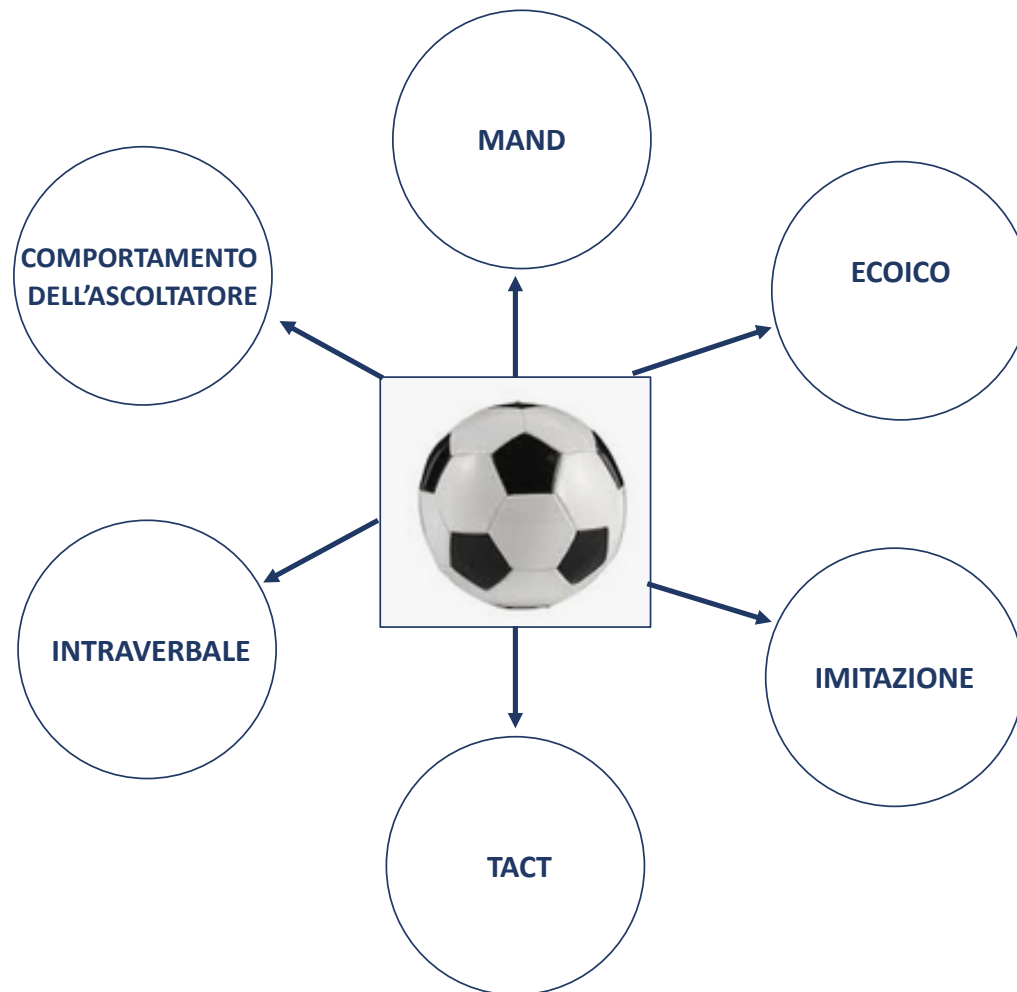 MAND
ECOICO
COMPORTAMENTO
DELL'ASCOLTATORE
INTRAVERBALE
IMITAZIONE
TACT